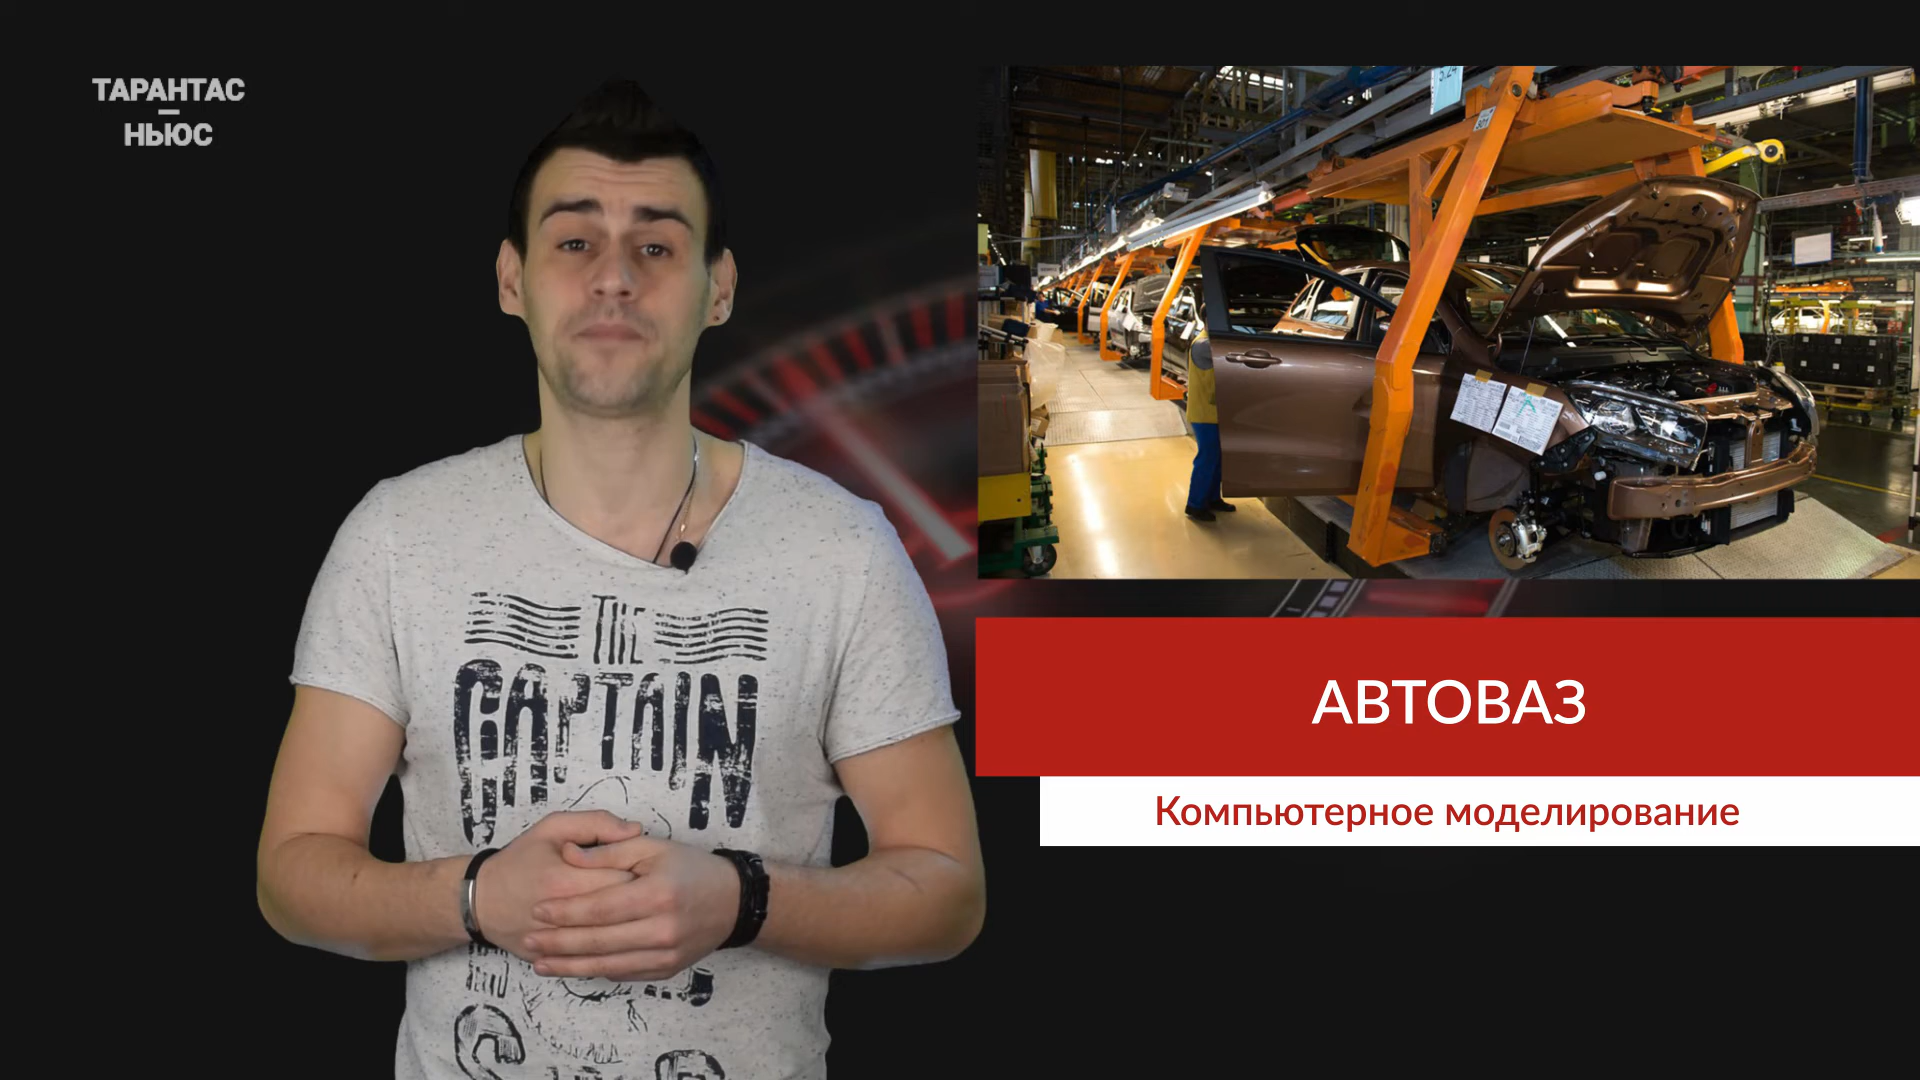 ТАРАНТАС
—
НЬЮС
THE
CAPTAIN
АВТОВАЗ
Компьютерное моделирование